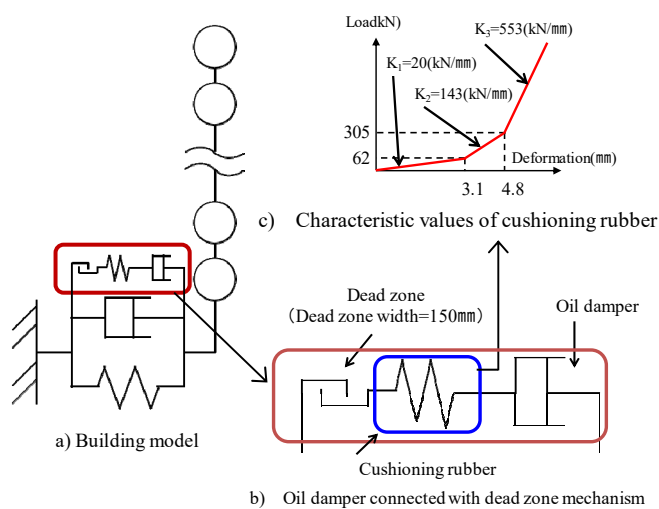 LoadkN)
K₃=553(kN/㎜)
K₁=20(kN/㎜)
K₂=143(kN/㎜)
305
62
Deformation(㎜)
3.1
4.8
c) Characteristic values of cushioning rubber
Dead zone
（Dead zone width=150㎜）
Oil damper
a) Building model
Cushioning rubber
b) Oil damper connected with dead zone mechanism